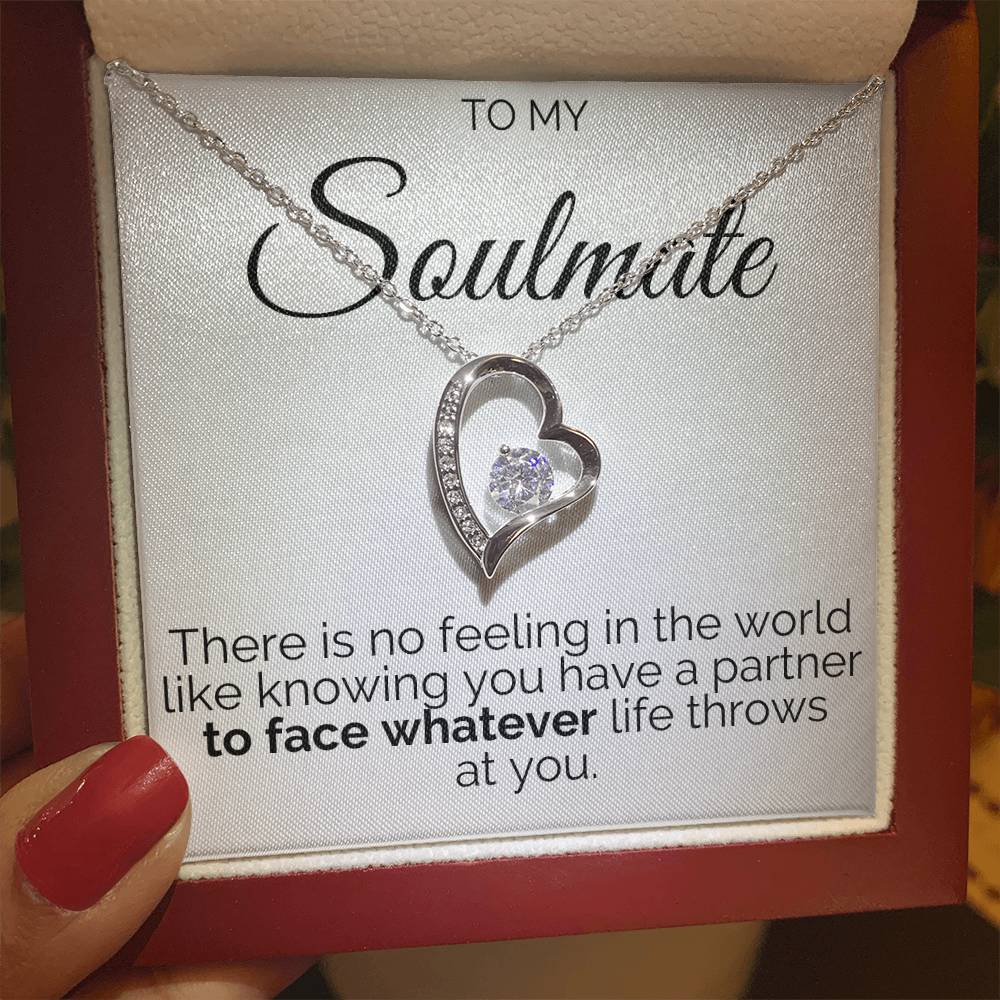 TO MY
Soulmate
There is no feeling in the world
like knowing you have a partner
to face whatever life throws
at you.